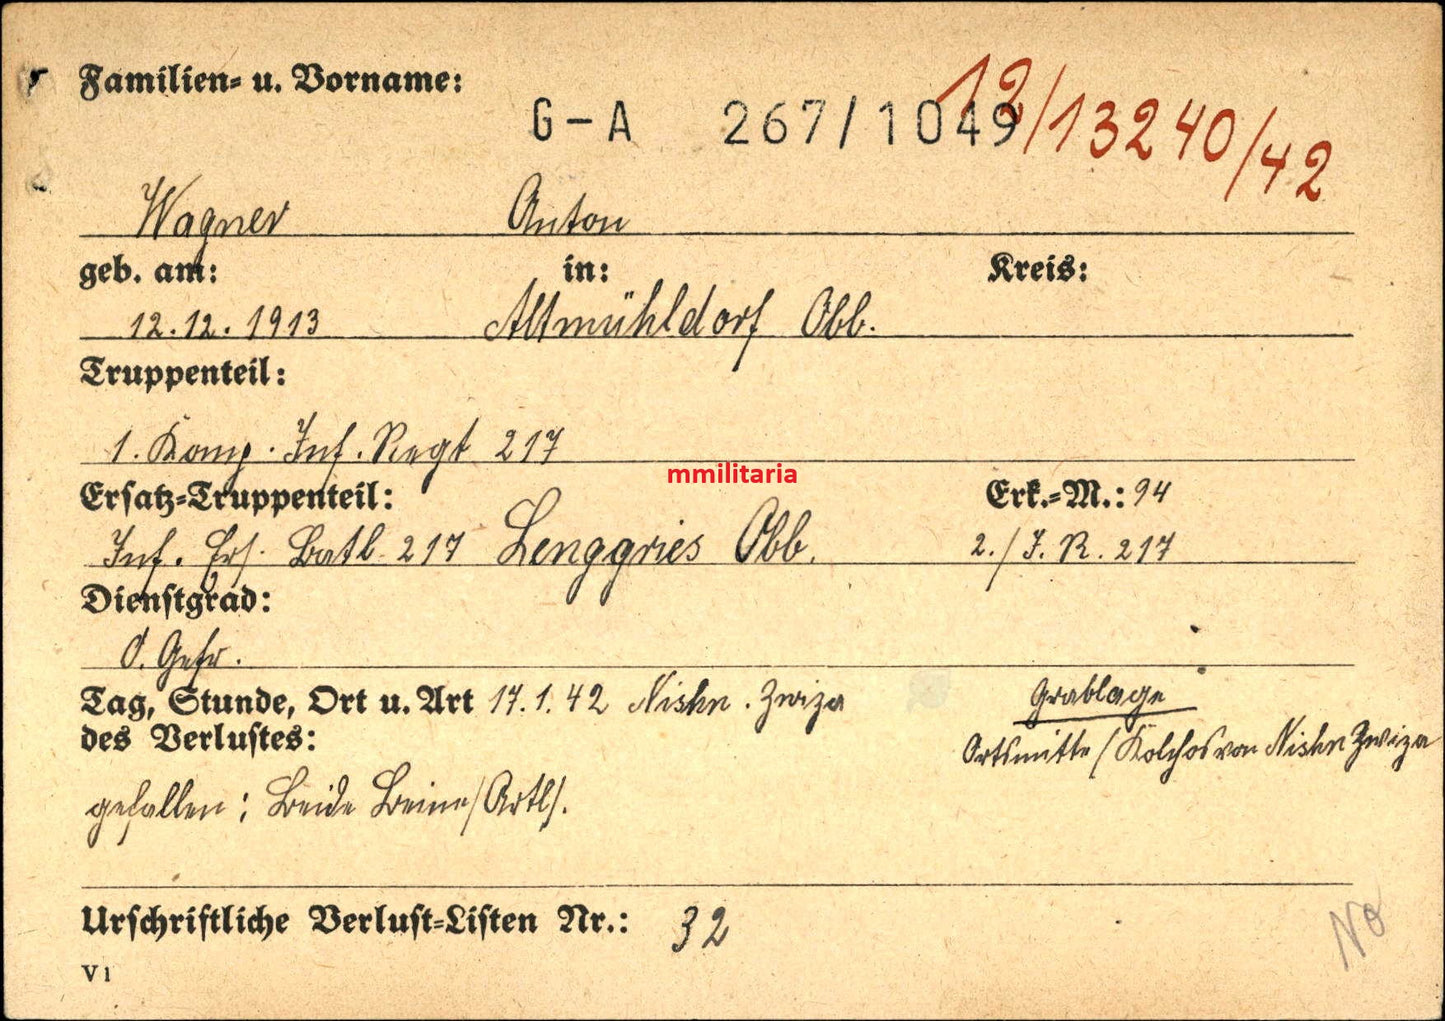 Familien- u. Vorname:
G-A 267/1049
12/13240/42
Wagner Anton
geb. am: in: Kreis:
12.12.1913 Altmühldorf Obb.
Truppenteil:
1. Komp. Inf. Regt 217
mmilitaria
Ersatz-Truppenteil: Erk.-M.: 94
Inf. Ers. Batl. 217 Lenggries Obb. 2./J.R. 217
Dienstgrad:
O. Gefr.
Tag, Stunde, Ort u. Art 17.1.42 Nishn. Zwiza Grablage
des Verlustes: Ortsmitte/Kolchos von Nishn Zwiza
gefallen: Beide Beine/Artl/.
Urschriftliche Verlust-Listen Nr.: 32
No
V 1